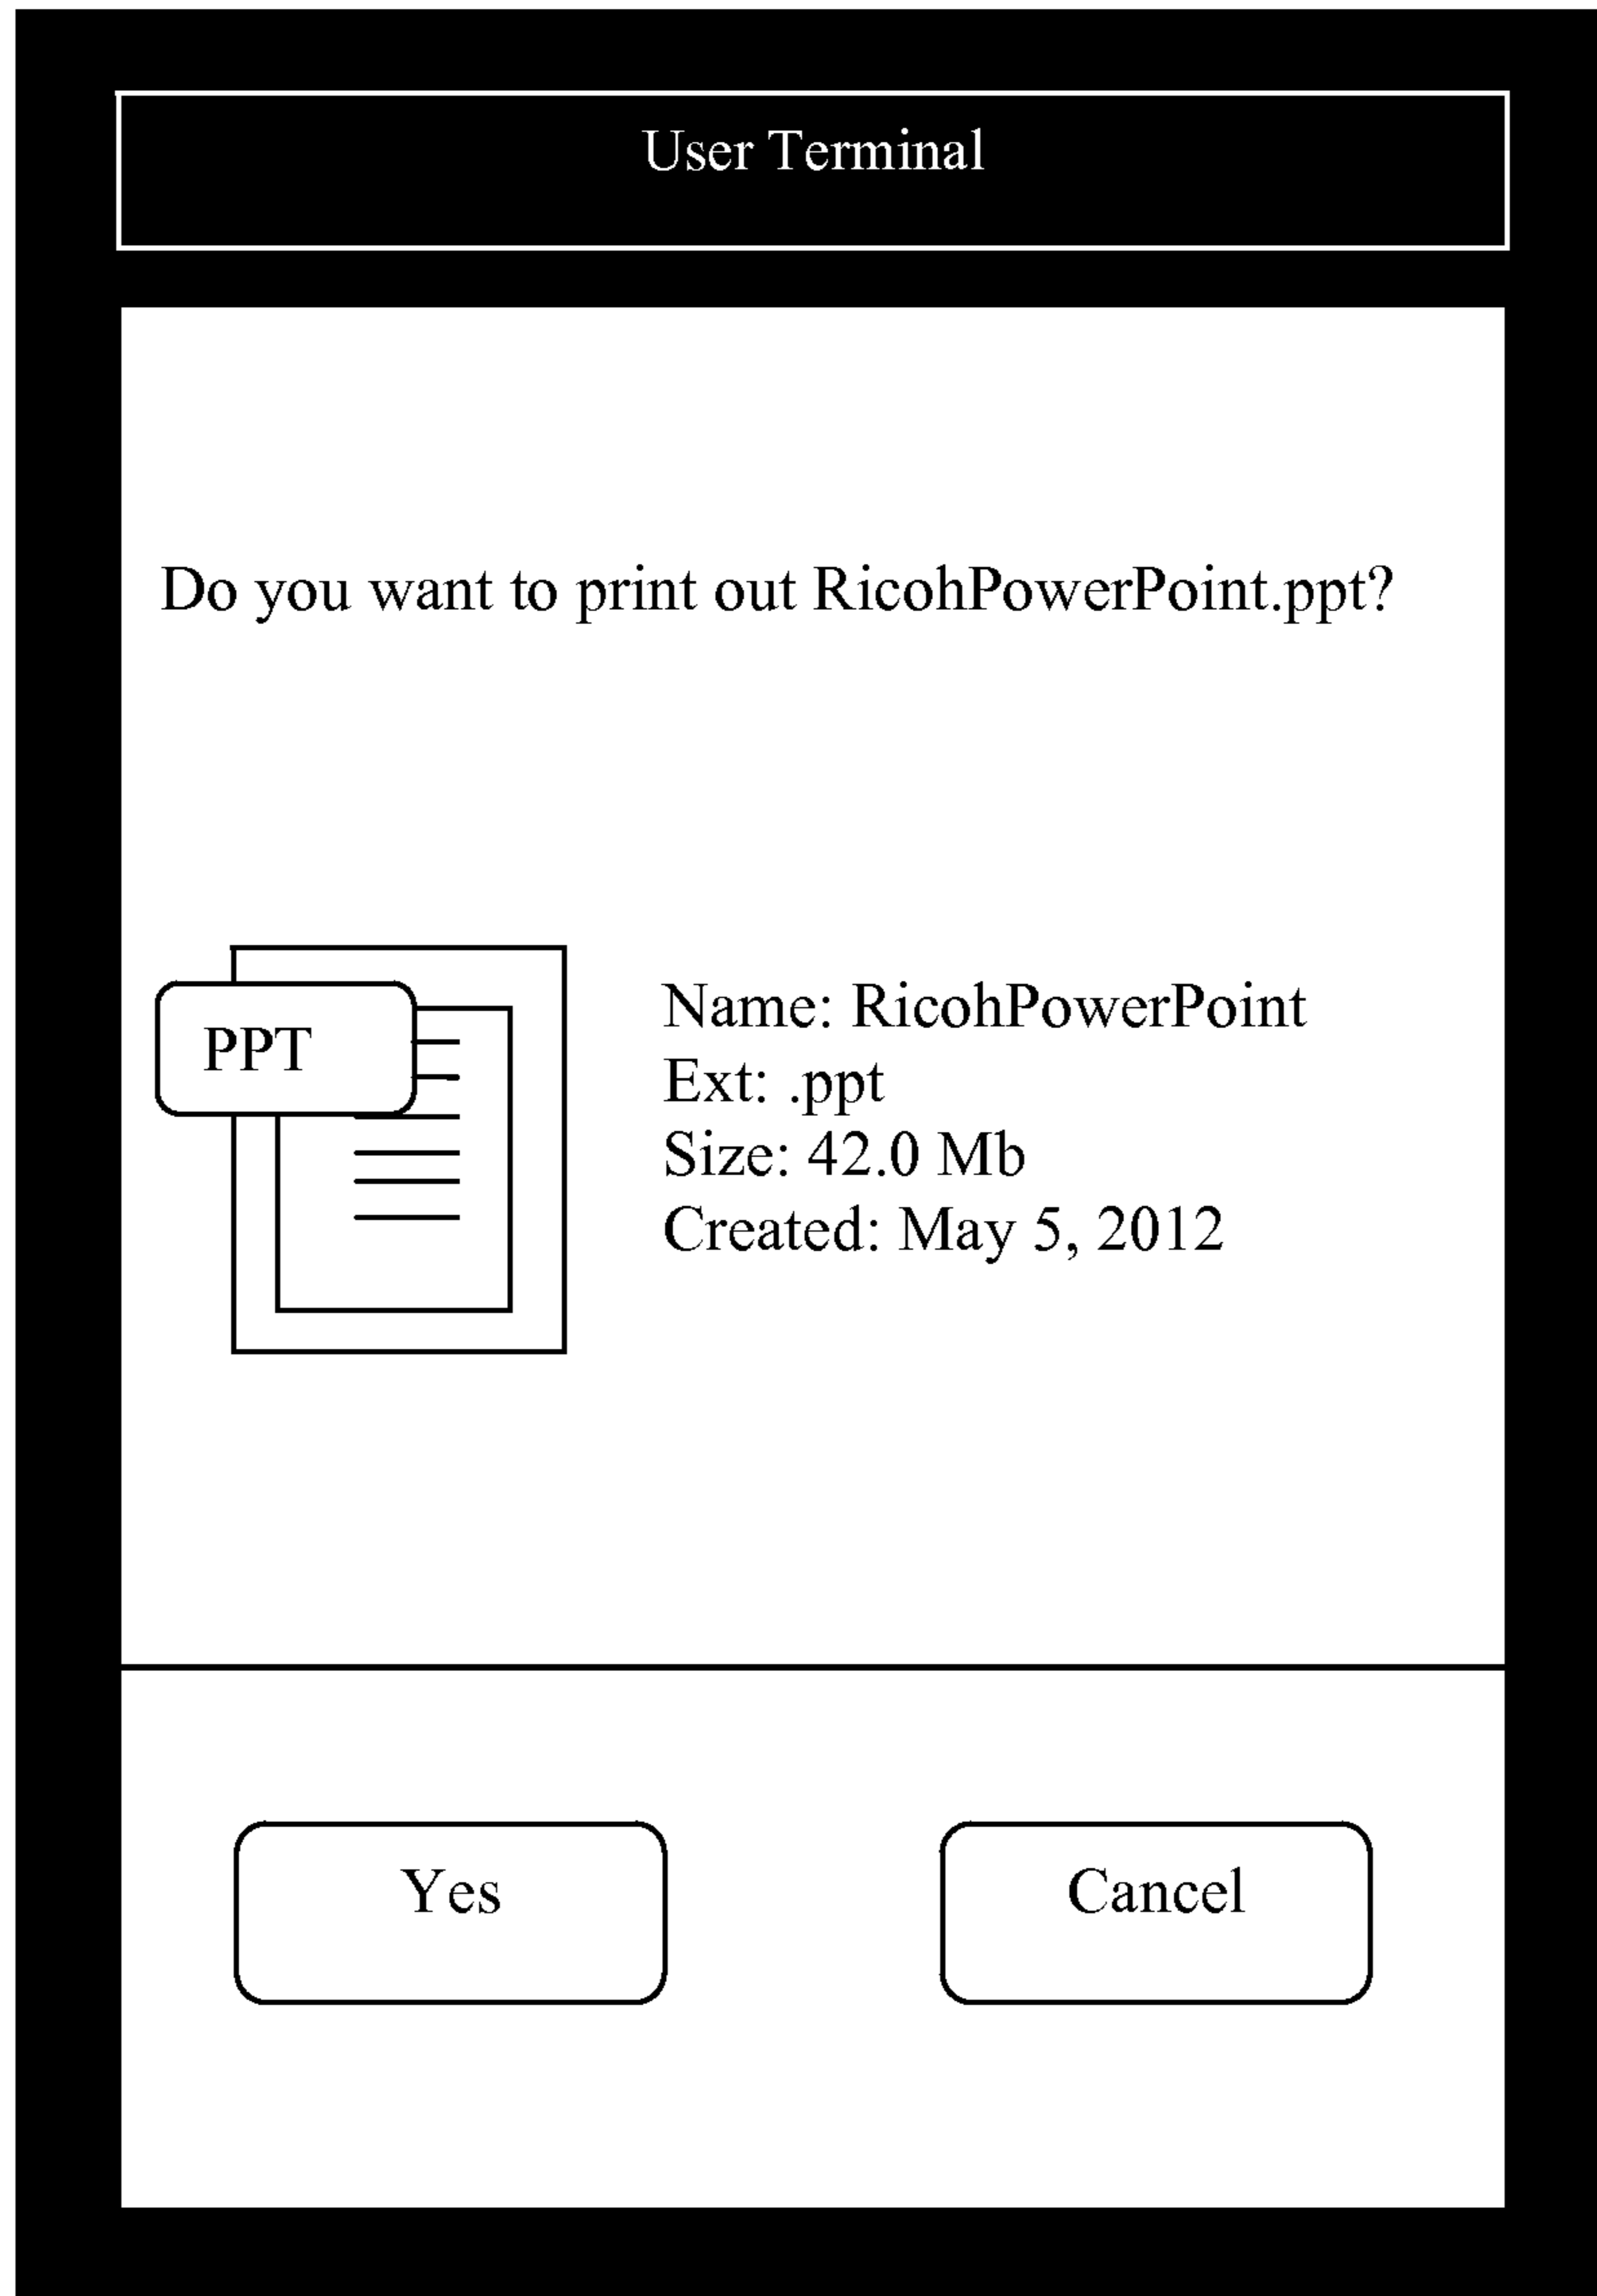 User Terminal
Do you want to print out RicohPowerPoint.ppt?
PPT
Name: RicohPowerPoint
Ext: .ppt
Size: 42.0 Mb
Created: May 5, 2012
Yes
Cancel